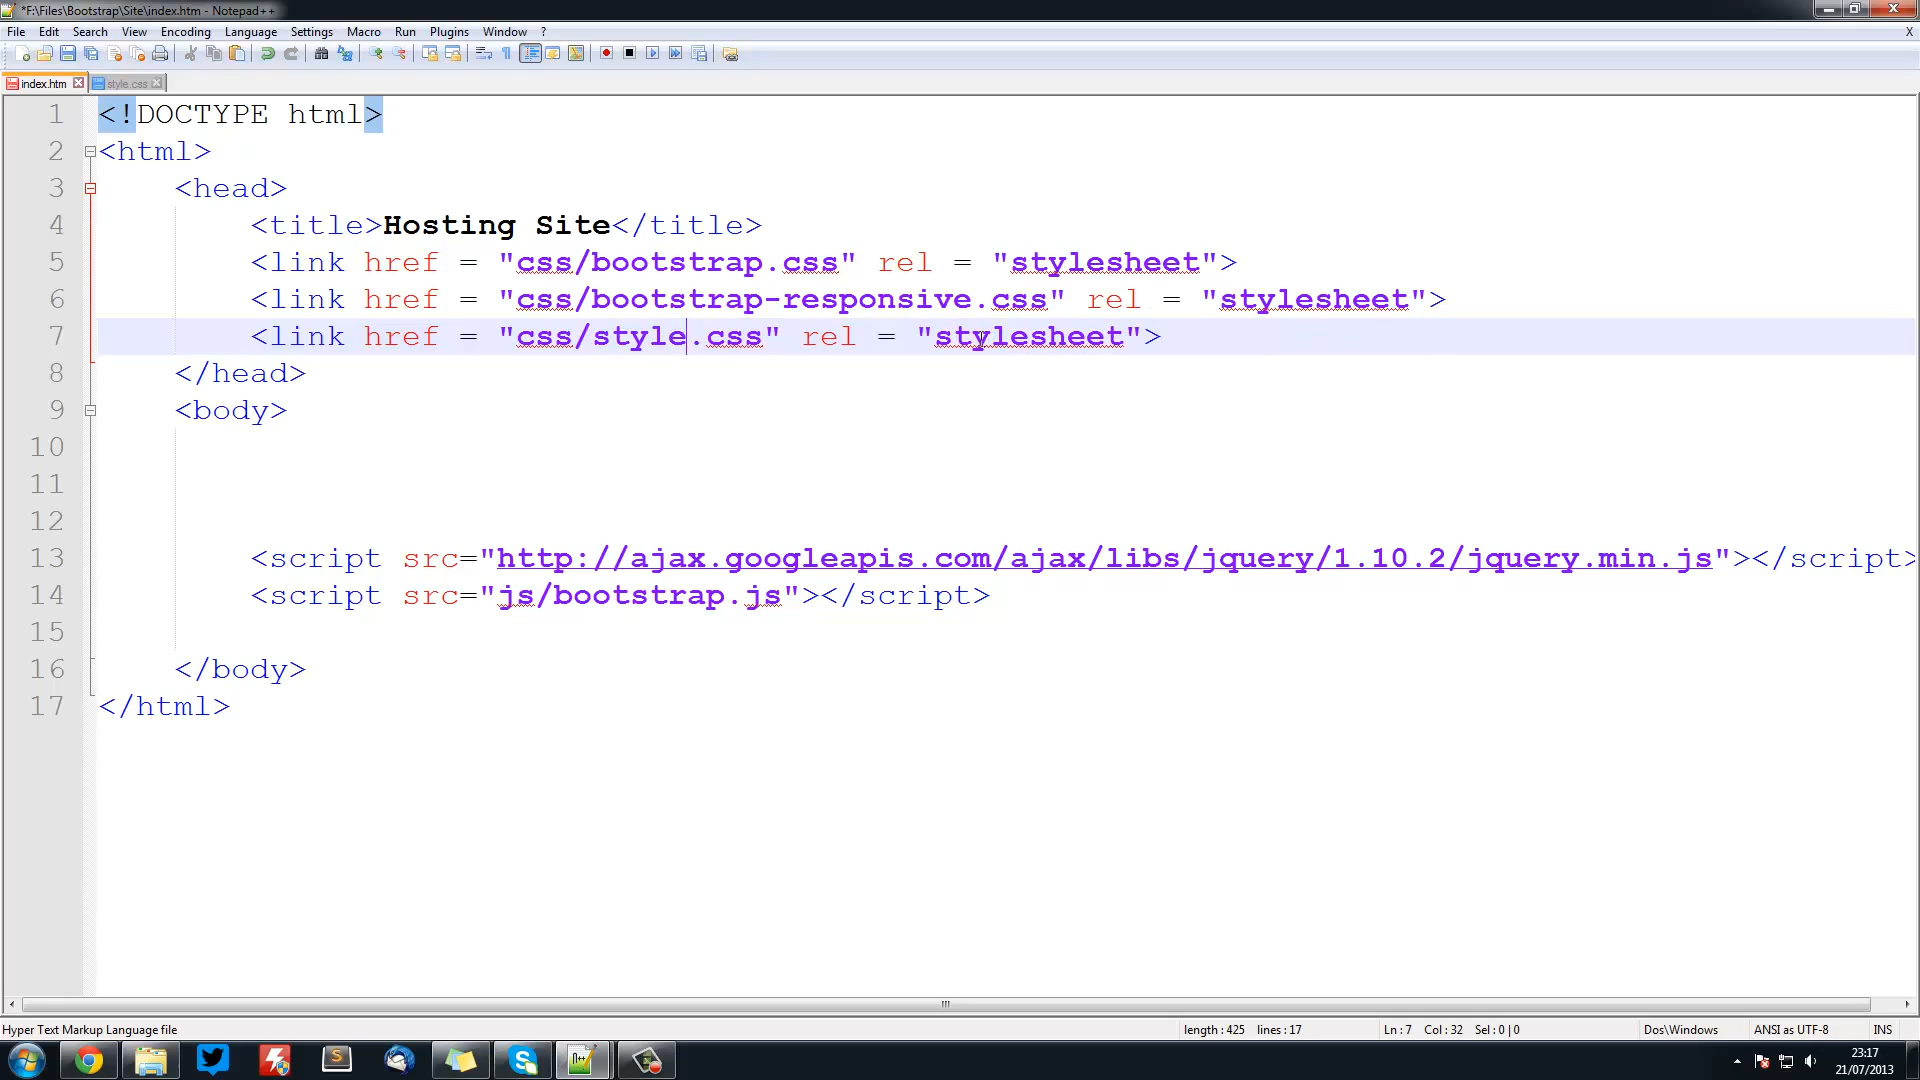 *F:\Files\Bootstrap\Site\index.htm - Notepad++
File Edit Search View Encoding Language Settings Macro Run Plugins Window ? X
index.htm style.css
1 <!DOCTYPE html>
2 <html>
3 <head>
4 <title>Hosting Site</title>
5 <link href = "css/bootstrap.css" rel = "stylesheet">
6 <link href = "css/bootstrap-responsive.css" rel = "stylesheet">
7 <link href = "css/style.css" rel = "stylesheet">
8 </head>
9 <body>
10
11
12
13 <script src="http://ajax.googleapis.com/ajax/libs/jquery/1.10.2/jquery.min.js"></script>
14 <script src="js/bootstrap.js"></script>
15
16 </body>
17 </html>
Hyper Text Markup Language file length : 425 lines : 17 Ln : 7 Col : 32 Sel : 0 | 0 Dos\Windows ANSI as UTF-8 INS
23:17
21/07/2013